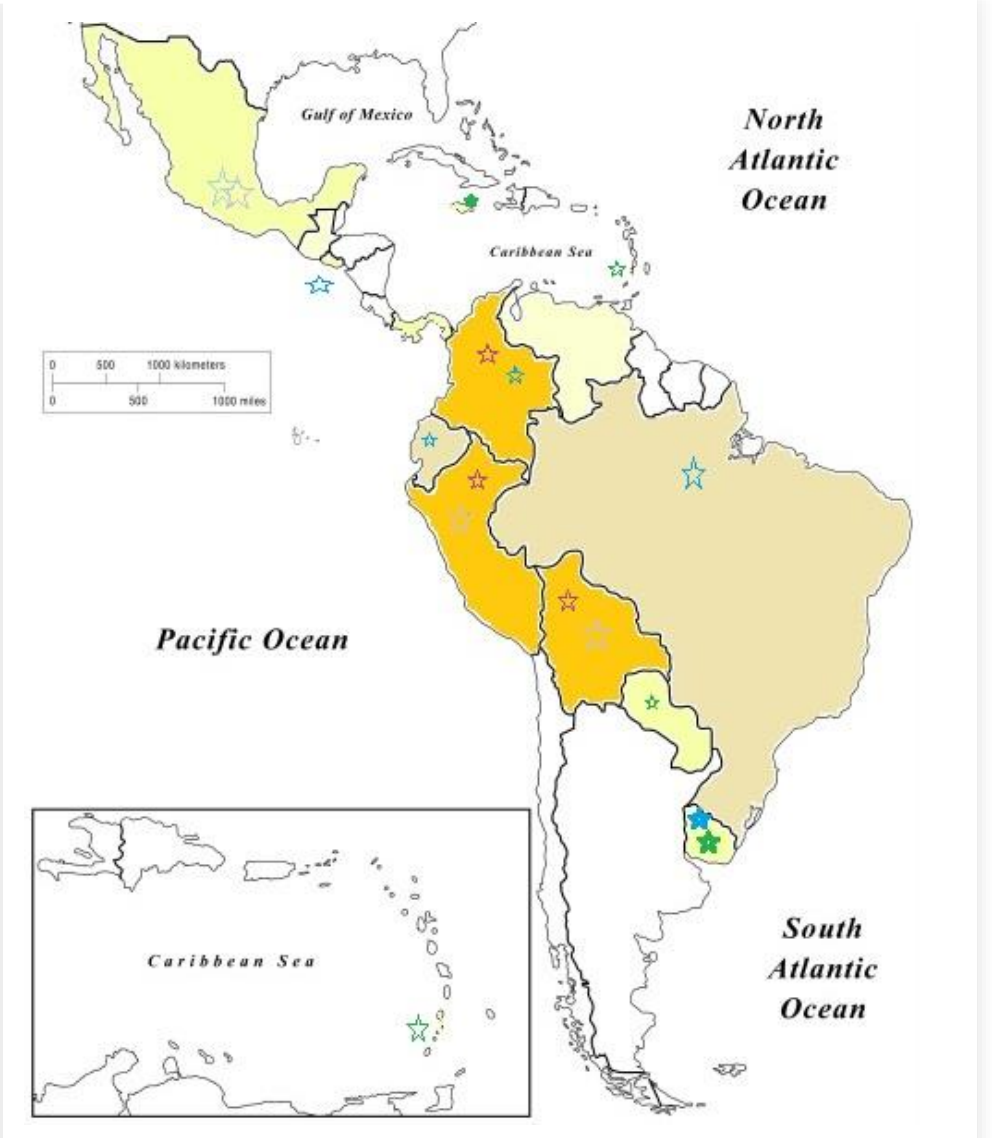 Gulf of Mexico
North
Atlantic
Ocean
Caribbean Sea
0 500 1000 kilometers
0 500 1000 miles
Pacific Ocean
Caribbean Sea
South
Atlantic
Ocean